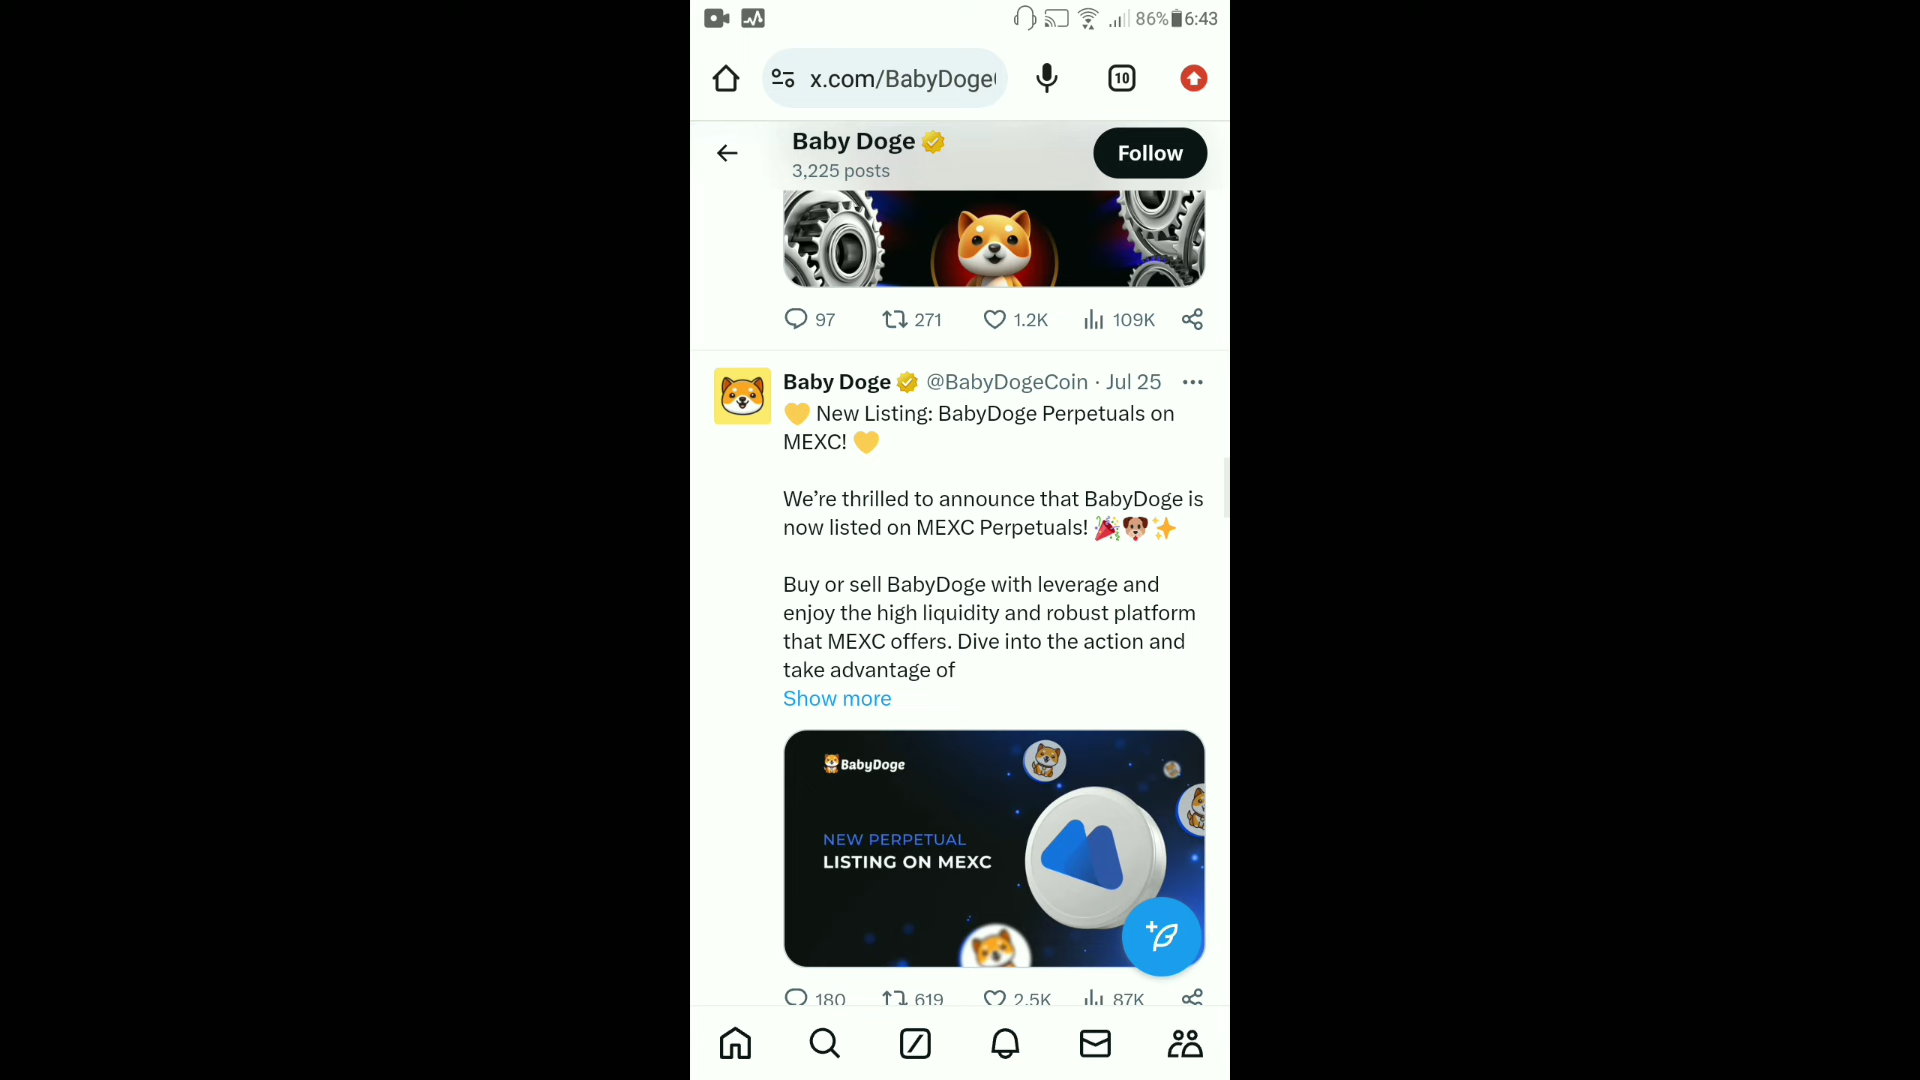 86% 6:43
x.com/BabyDoge
10
Baby Doge
3,225 posts
Follow
97 271 1.2K 109K
Baby Doge @BabyDogeCoin · Jul 25
💛 New Listing: BabyDoge Perpetuals on
MEXC! 💛
We’re thrilled to announce that BabyDoge is
now listed on MEXC Perpetuals! 🎉🐶✨
Buy or sell BabyDoge with leverage and
enjoy the high liquidity and robust platform
that MEXC offers. Dive into the action and
take advantage of
Show more
BabyDoge
NEW PERPETUAL
LISTING ON MEXC
180 619 2.5K 87K